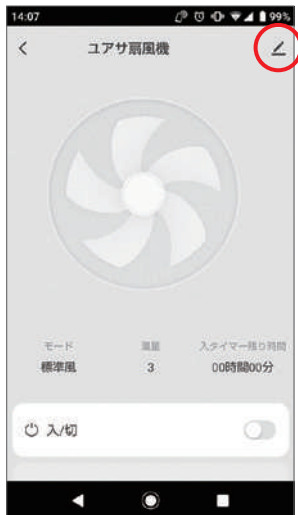 14:07 99%
ユアサ扇風機
モード 風量 入タイマー残り時間
標準風 3 00時間00分
入/切